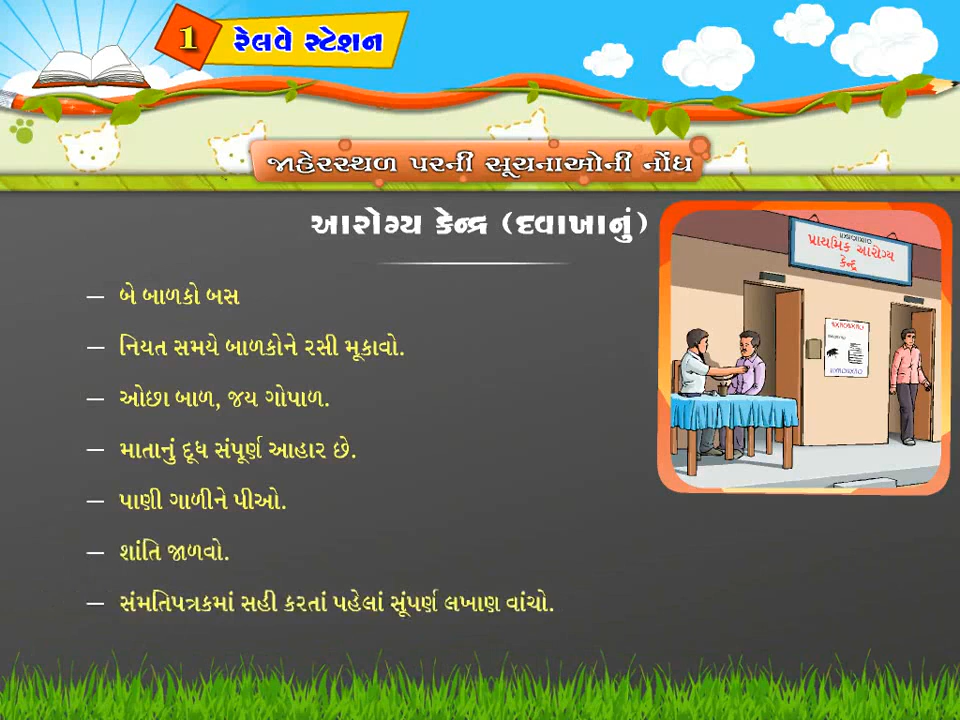 1 રેલવે સ્ટેશન
જાહેરસ્થળ પરની સૂચનાઓની નોંધ
આરોગ્ય કેન્દ્ર (દવાખાનું)
– બે બાળકો બસ
– નિયત સમયે બાળકોને રસી મૂકાવો.
– ઓછા બાળ, જય ગોપાળ.
– માતાનું દૂધ સંપૂર્ણ આહાર છે.
– પાણી ગાળીને પીઓ.
– શાંતિ જાળવો.
– સંમતિપત્રકમાં સહી કરતાં પહેલાં સૂંપર્ણ લખાણ વાંચો.
પ્રાથમિક આરોગ્ય
કેન્દ્ર